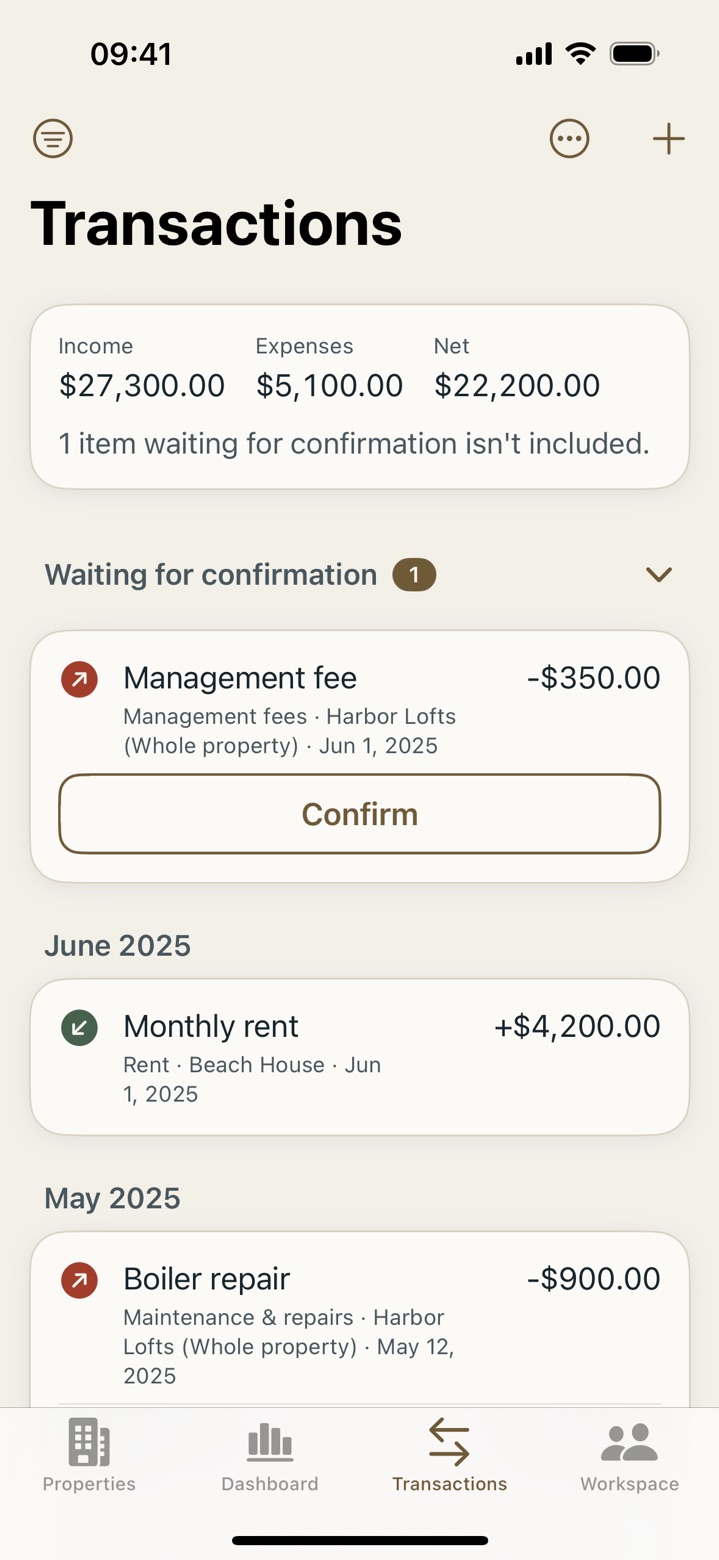 09:41
Transactions
Income Expenses Net
$27,300.00 $5,100.00 $22,200.00
1 item waiting for confirmation isn't included.
Waiting for confirmation 1
Management fee -$350.00
Management fees · Harbor Lofts
(Whole property) · Jun 1, 2025
Confirm
June 2025
Monthly rent +$4,200.00
Rent · Beach House · Jun
1, 2025
May 2025
Boiler repair -$900.00
Maintenance & repairs · Harbor
Lofts (Whole property) · May 12,
2025
Properties Dashboard Transactions Workspace